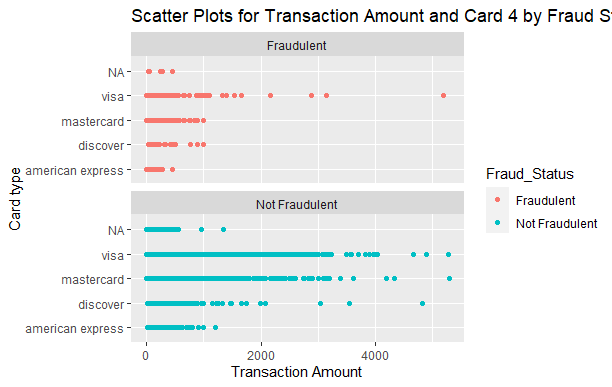 Scatter Plots for Transaction Amount and Card 4 by Fraud S
Fraudulent
NA
visa
mastercard
discover
american express
Not Fraudulent
NA
visa
mastercard
discover
american express
0 2000 4000
Transaction Amount
Card type
Fraud_Status
Fraudulent
Not Fraudulent